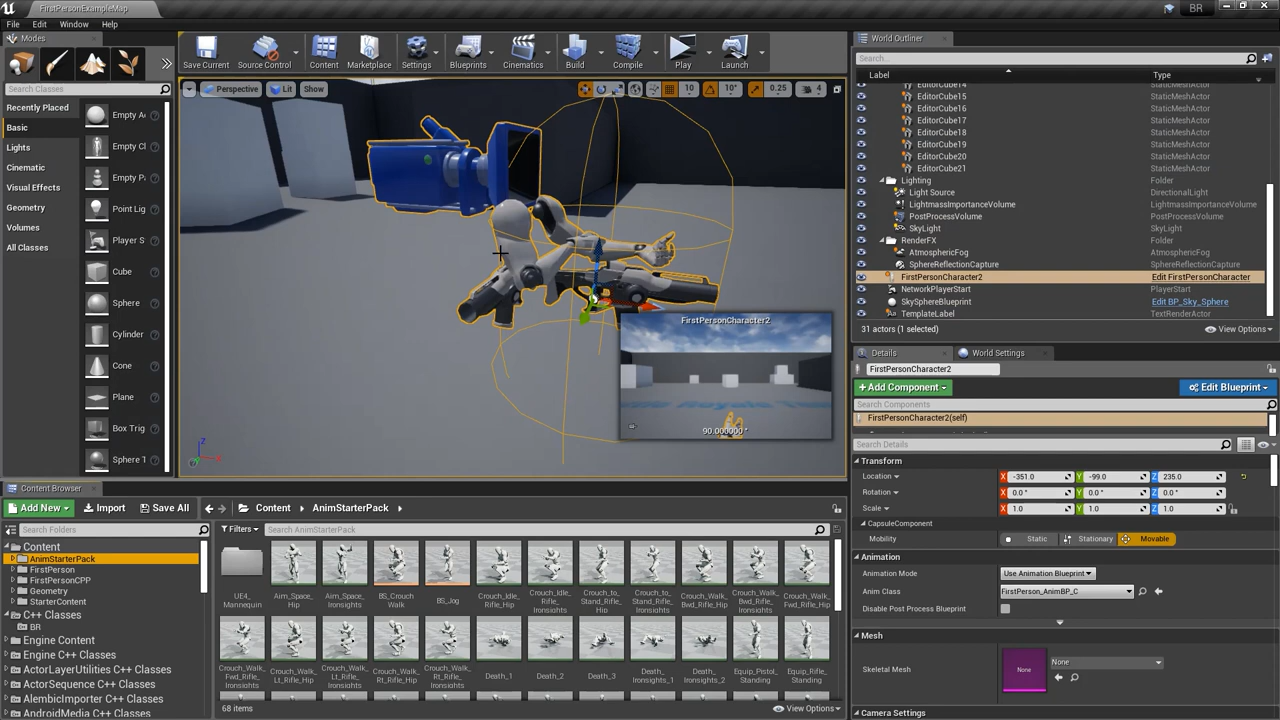 FirstPersonExampleMap
BR
File Edit Window Help
Modes
Search Classes
Recently Placed
Basic
Lights
Cinematic
Visual Effects
Geometry
Volumes
All Classes
Empty A
Empty Cl
Empty P
Point Lig
Player S
Cube
Sphere
Cylinder
Cone
Plane
Box Trig
Sphere T
Save Current
Source Control
Content
Marketplace
Settings
Blueprints
Cinematics
Build
Compile
Play
Launch
Perspective Lit Show
10 10° 0.25 4
FirstPersonCharacter2
90.000000 °
World Outliner
Search...
Label Type
EditorCube14 StaticMeshActor
EditorCube15 StaticMeshActor
EditorCube16 StaticMeshActor
EditorCube17 StaticMeshActor
EditorCube18 StaticMeshActor
EditorCube19 StaticMeshActor
EditorCube20 StaticMeshActor
EditorCube21 StaticMeshActor
Lighting Folder
Light Source DirectionalLight
LightmassImportanceVolume LightmassImportanceVolume
PostProcessVolume PostProcessVolume
SkyLight SkyLight
RenderFX Folder
AtmosphericFog AtmosphericFog
SphereReflectionCapture SphereReflectionCapture
FirstPersonCharacter2 Edit FirstPersonCharacter
NetworkPlayerStart PlayerStart
SkySphereBlueprint Edit BP_Sky_Sphere
TemplateLabel TextRenderActor
31 actors (1 selected) View Options
Details World Settings
FirstPersonCharacter2
+ Add Component Edit Blueprint
Search Components
FirstPersonCharacter2(self)
Search Details
Transform
Location X -351.0 Y -99.0 Z 235.0
Rotation X 0.0 ° Y 0.0 ° Z 0.0 °
Scale X 1.0 Y 1.0 Z 1.0
CapsuleComponent
Mobility Static Stationary Movable
Animation
Animation Mode Use Animation Blueprint
Anim Class FirstPerson_AnimBP_C
Disable Post Process Blueprint
Mesh
Skeletal Mesh None None
Camera Settings
Content Browser
Add New Import Save All Content AnimStarterPack
Search Folders
Content
AnimStarterPack
FirstPerson
FirstPersonCPP
Geometry
StarterContent
C++ Classes
BR
Engine Content
Engine C++ Classes
ActorLayerUtilities C++ Classes
ActorSequence C++ Classes
AlembicImporter C++ Classes
AndroidMedia C++ Classes
Filters Search AnimStarterPack
UE4_Mannequin
Aim_Space_Hip
Aim_Space_Ironsights
BS_CrouchWalk
BS_Jog
Crouch_Idle_Rifle_Hip
Crouch_Idle_Rifle_Ironsights
Crouch_to_Stand_Rifle_Hip
Crouch_to_Stand_Rifle_Ironsights
Crouch_Walk_Bwd_Rifle_Hip
Crouch_Walk_Bwd_Rifle_Ironsights
Crouch_Walk_Fwd_Rifle_Hip
Crouch_Walk_Fwd_Rifle_Ironsights
Crouch_Walk_Lt_Rifle_Hip
Crouch_Walk_Lt_Rifle_Ironsights
Crouch_Walk_Rt_Rifle_Hip
Crouch_Walk_Rt_Rifle_Ironsights
Death_1
Death_2
Death_3
Death_Ironsights_1
Death_Ironsights_2
Equip_Pistol_Standing
Equip_Rifle_Standing
68 items View Options